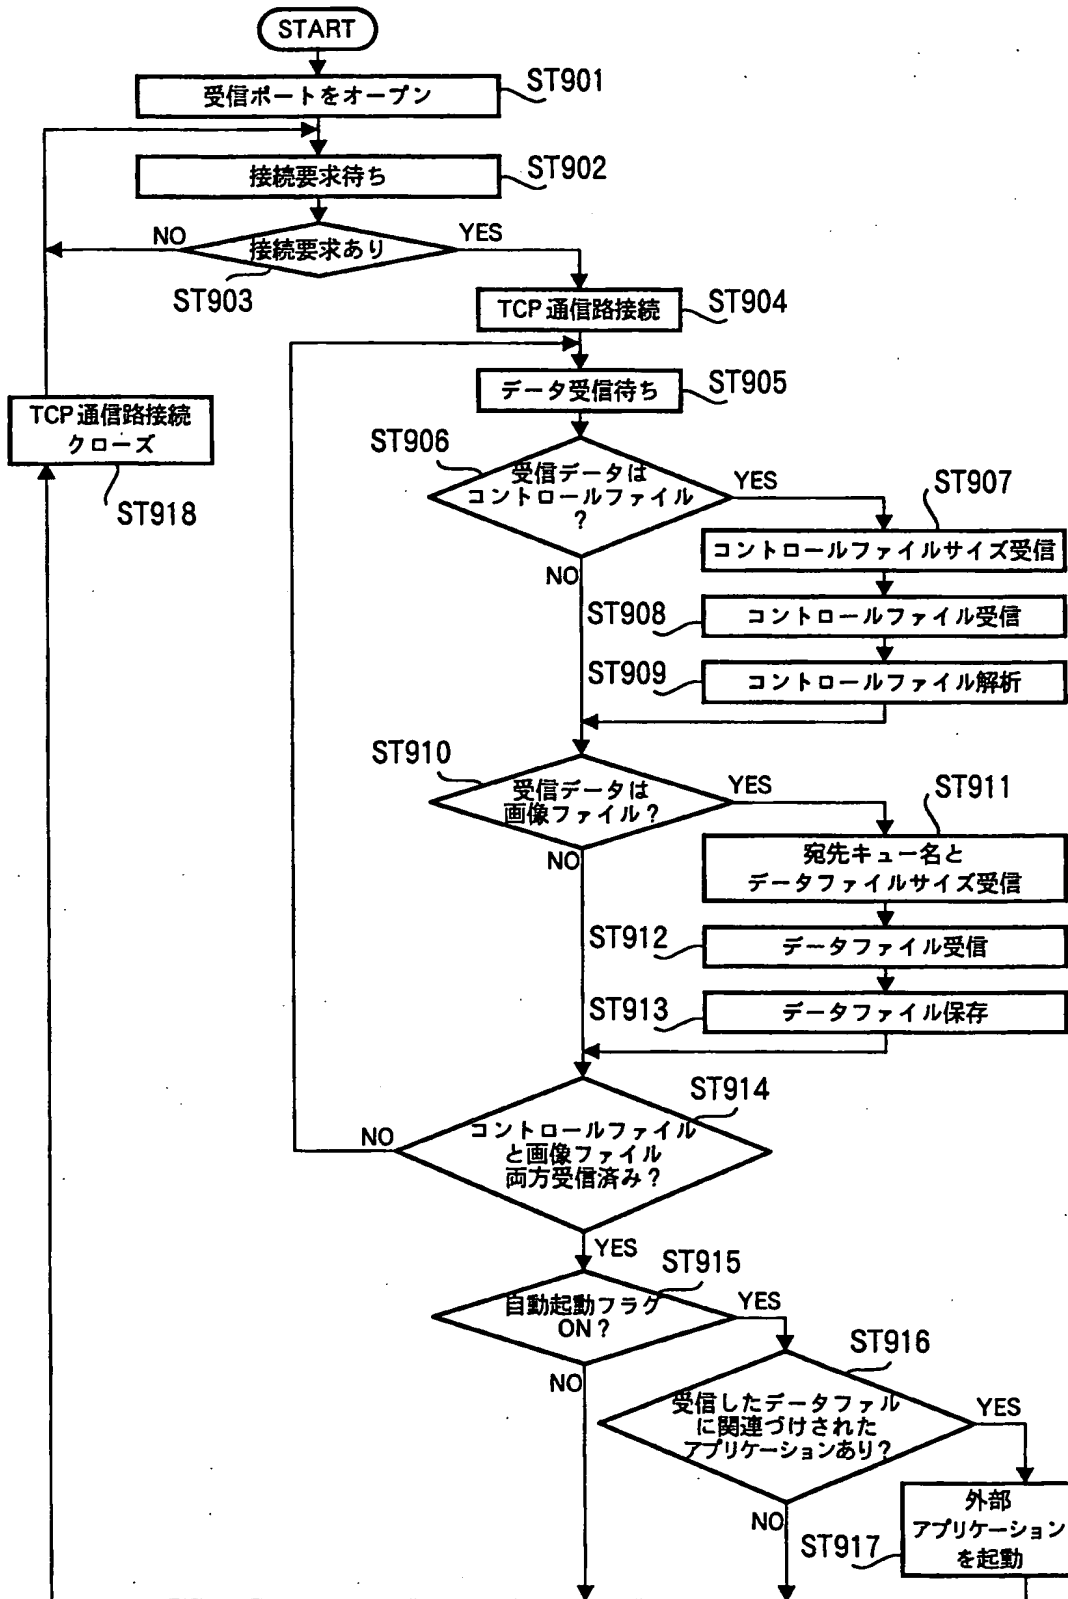 START
受信ポートをオープン
ST901
接続要求待ち
ST902
NO
接続要求あり
YES
ST903
TCP通信路接続
ST904
データ受信待ち
ST905
TCP通信路接続
クローズ
ST918
ST906
受信データは
コントロールファイル
?
YES
NO
ST907
コントロールファイルサイズ受信
ST908
コントロールファイル受信
ST909
コントロールファイル解析
ST910
受信データは
画像ファイル?
YES
NO
ST911
宛先キュー名と
データファイルサイズ受信
ST912
データファイル受信
ST913
データファイル保存
ST914
コントロールファイル
と画像ファイル
両方受信済み?
NO
YES
ST915
自動起動フラグ
ON?
YES
NO
ST916
受信したデータファル
に関連づけされた
アプリケーションあり?
YES
NO
ST917
外部
アプリケーション
を起動